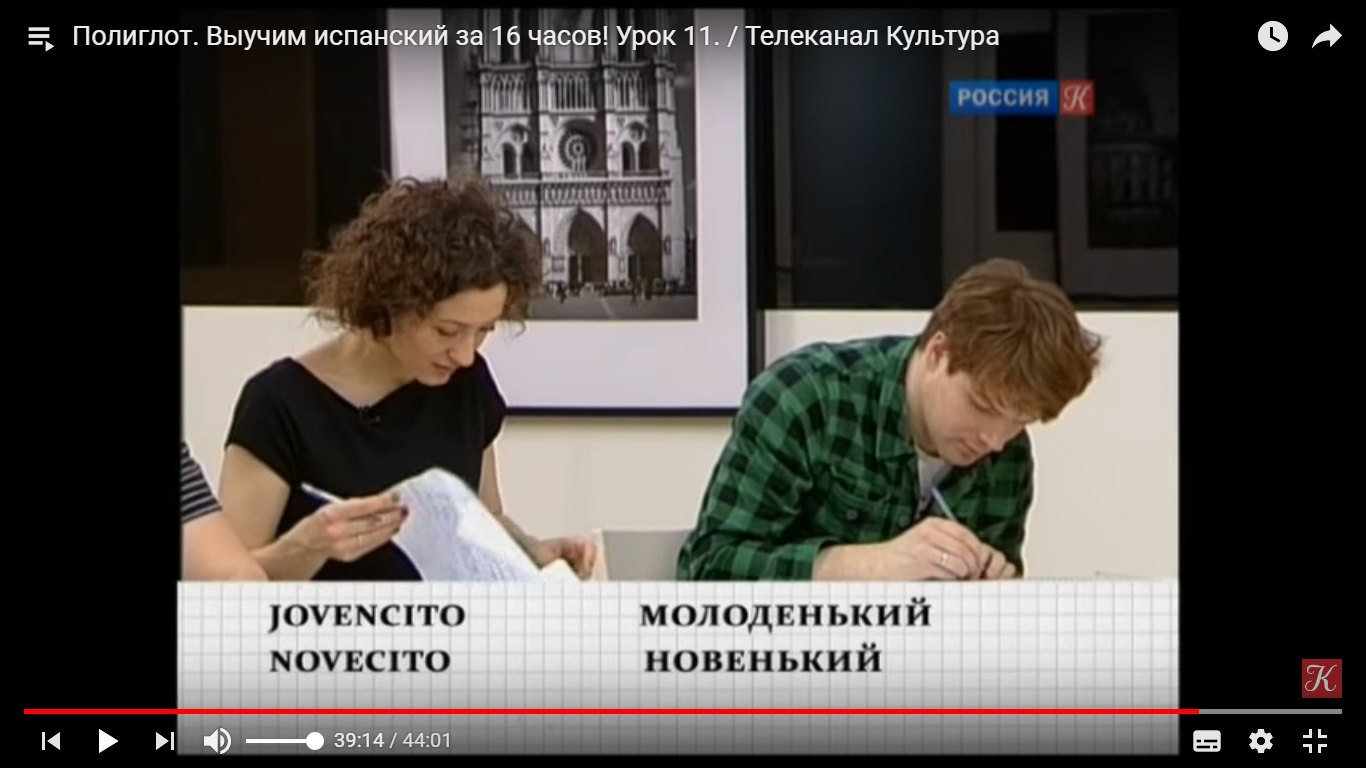 Полиглот. Выучим испанский за 16 часов! Урок 11. / Телеканал Культура
РОССИЯ К
JOVENCITO МОЛОДЕНЬКИЙ
NOVECITO НОВЕНЬКИЙ
К
39:14 / 44:01